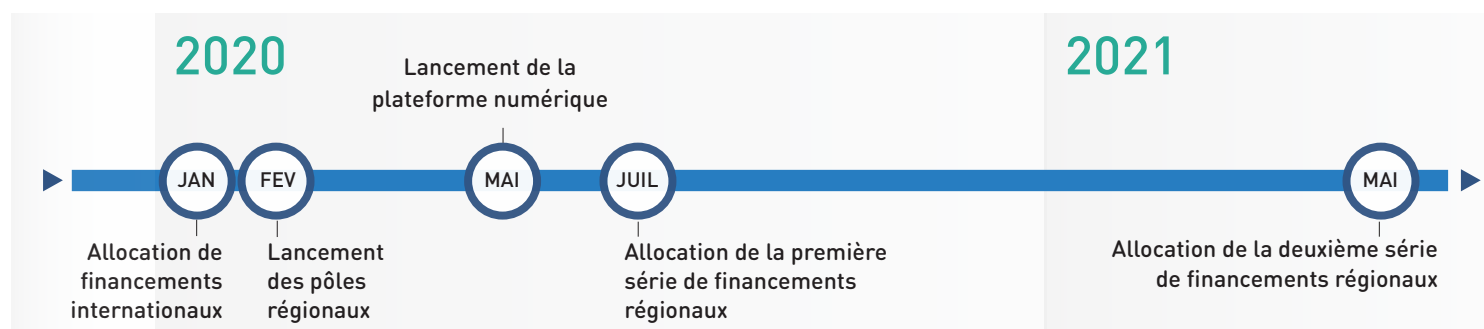 2020
2021
Lancement de la
plateforme numérique
JAN
FEV
MAI
JUIL
MAI
Allocation de
financements
internationaux
Lancement
des pôles
régionaux
Allocation de la première
série de financements
régionaux
Allocation de la deuxième série
de financements régionaux